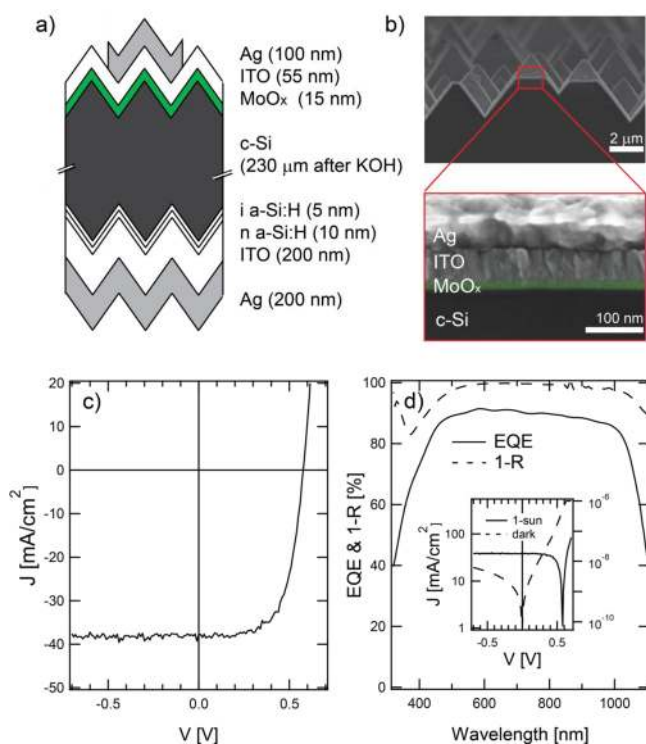 a)
Ag (100 nm)
ITO (55 nm)
MoOₓ (15 nm)
c-Si
(230 μm after KOH)
i a-Si:H (5 nm)
n a-Si:H (10 nm)
ITO (200 nm)
Ag (200 nm)
b)
2 μm
Ag
ITO
MoOₓ
c-Si
100 nm
c)
20
10
0
-10
-20
-30
-40
-50
J [mA/cm²]
-0.5
0.0
0.5
V [V]
d)
100
80
60
40
20
0
EQE & 1-R [%]
EQE
1-R
1-sun
dark
100
10
1
J [mA/cm²]
10⁻⁶
10⁻⁸
10⁻¹⁰
-0.5
0.0
0.5
V [V]
400
600
800
1000
Wavelength [nm]